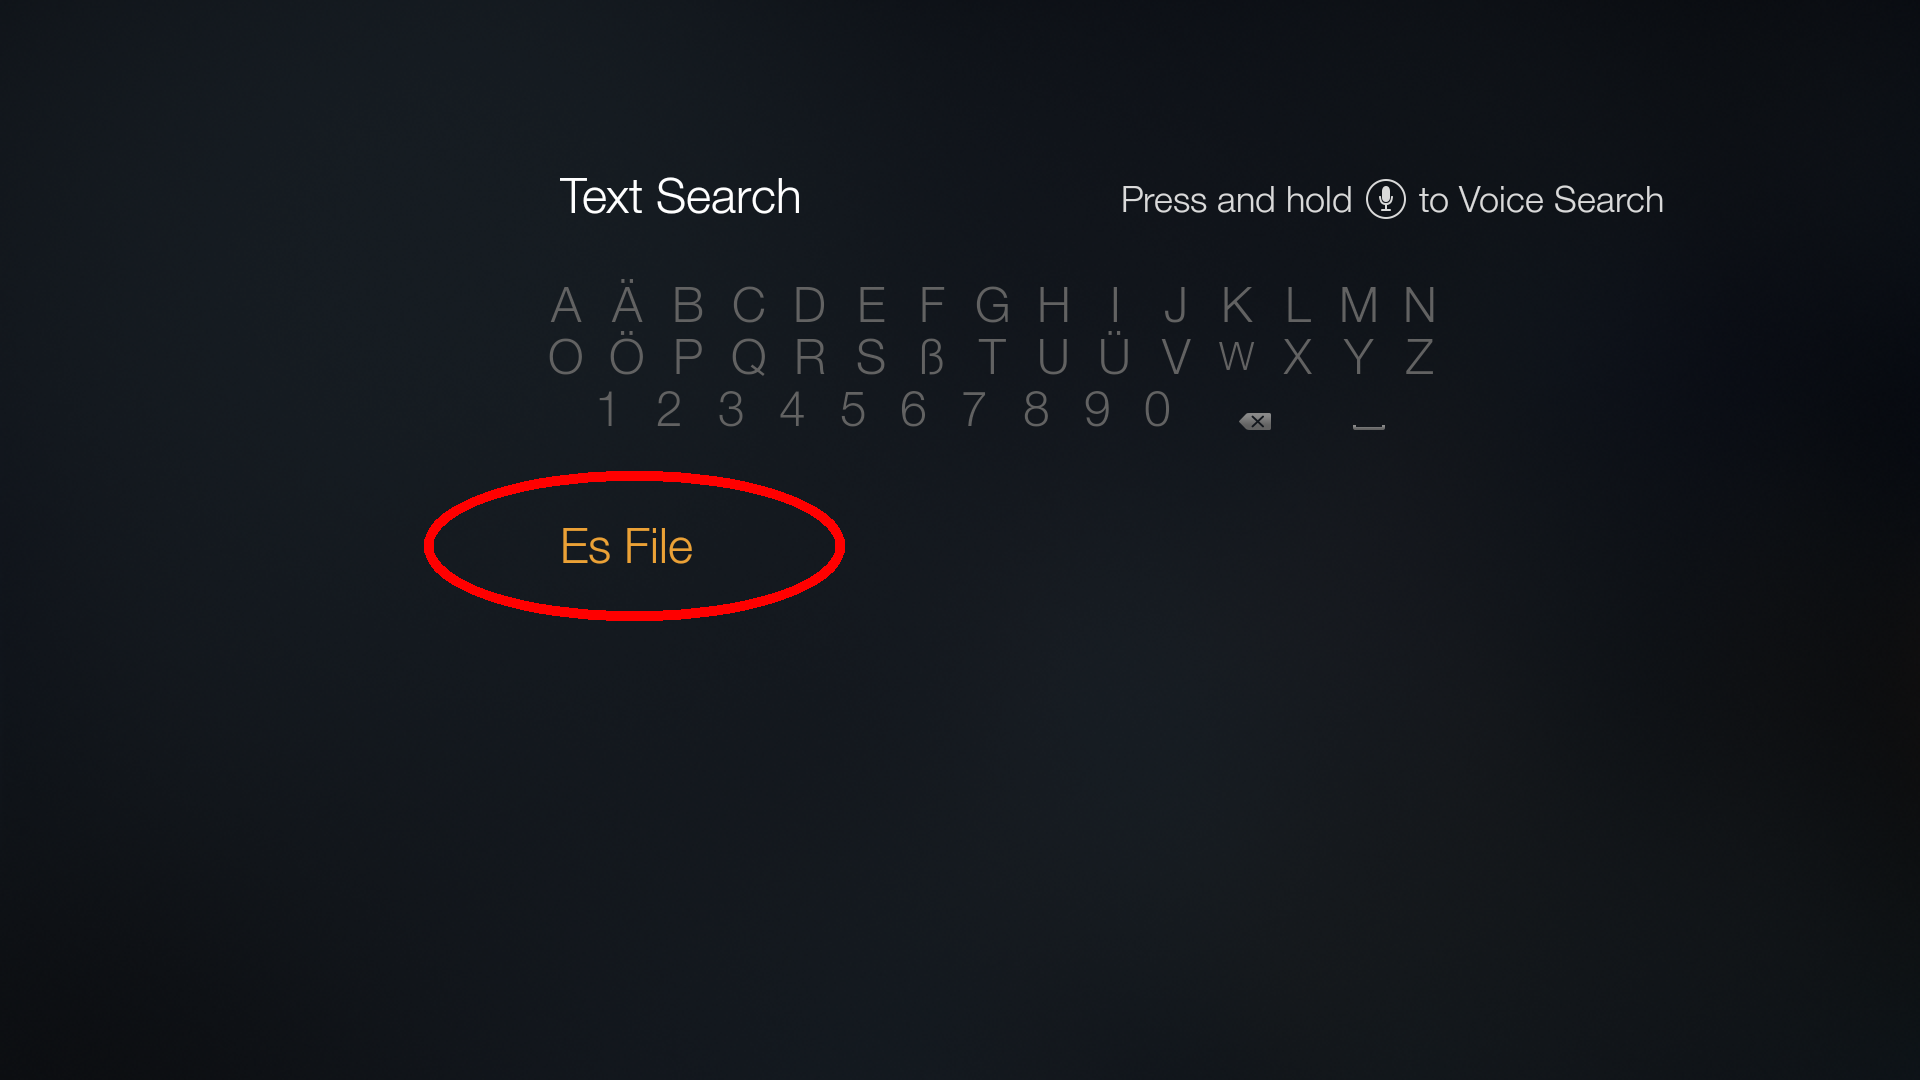 Text Search
Press and hold to Voice Search
A Ä B C D E F G H I J K L M N
O Ö P Q R S ß T U Ü V W X Y Z
1 2 3 4 5 6 7 8 9 0
Es File